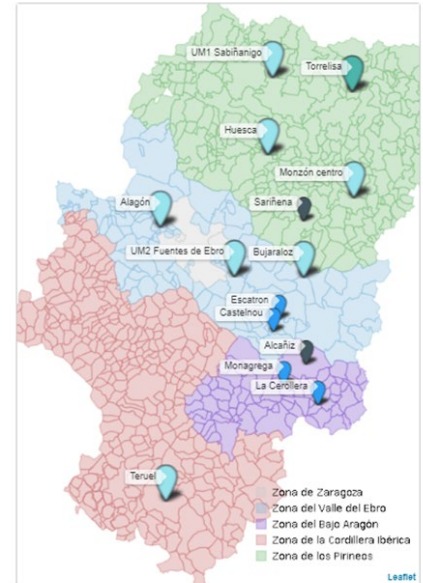 UM1 Sabiñanigo
Torrelisa
Huesca
Monzón centro
Alagón
Sariñena
UM2 Fuentes de Ebro
Bujaraloz
Escatron
Castelnou
Alcañiz
Monagrega
La Cerollera
Teruel
Zona de Zaragoza
Zona del Valle del Ebro
Zona del Bajo Aragón
Zona de la Cordillera Ibérica
Zona de los Pirineos
Leaflet